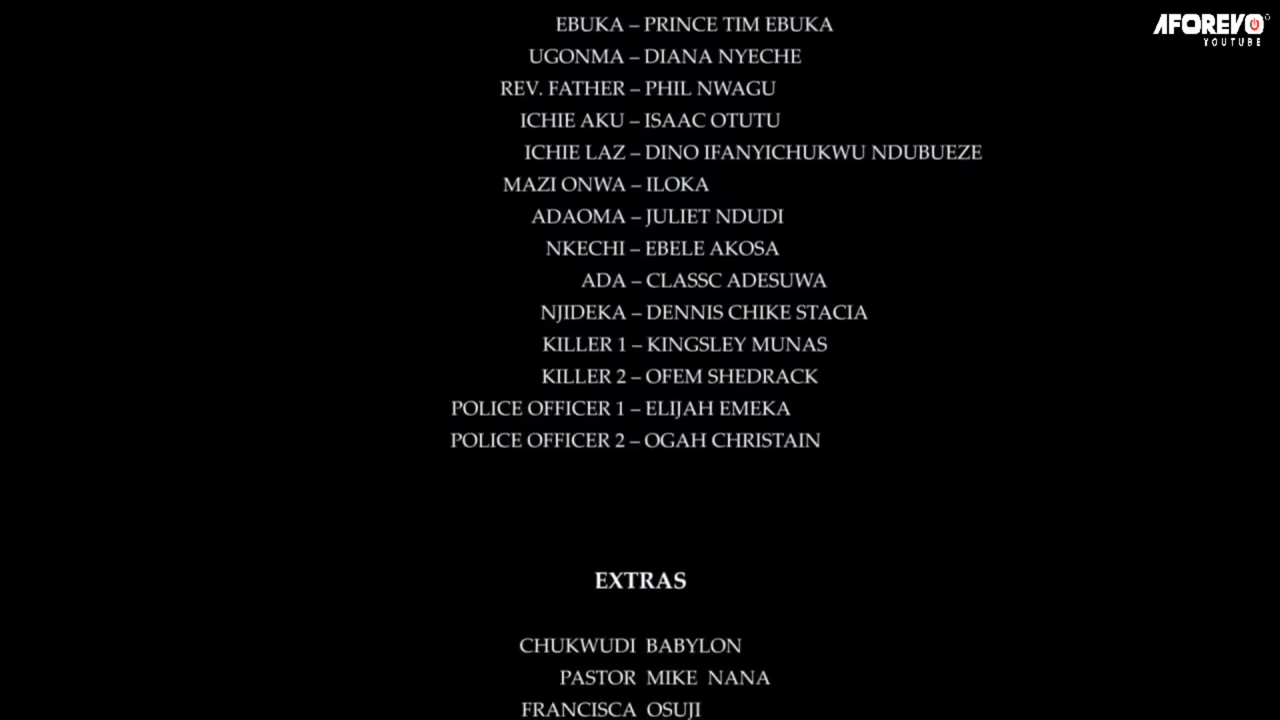 AFOREVO
YOUTUBE
EBUKA – PRINCE TIM EBUKA
UGONMA – DIANA NYECHE
REV. FATHER – PHIL NWAGU
ICHIE AKU – ISAAC OTUTU
ICHIE LAZ – DINO IFANYICHUKWU NDUBUEZE
MAZI ONWA – ILOKA
ADAOMA – JULIET NDUDI
NKECHI – EBELE AKOSA
ADA – CLASSC ADESUWA
NJIDEKA – DENNIS CHIKE STACIA
KILLER 1 – KINGSLEY MUNAS
KILLER 2 – OFEM SHEDRACK
POLICE OFFICER 1 – ELIJAH EMEKA
POLICE OFFICER 2 – OGAH CHRISTAIN
EXTRAS
CHUKWUDI BABYLON
PASTOR MIKE NANA
FRANCISCA OSUJI